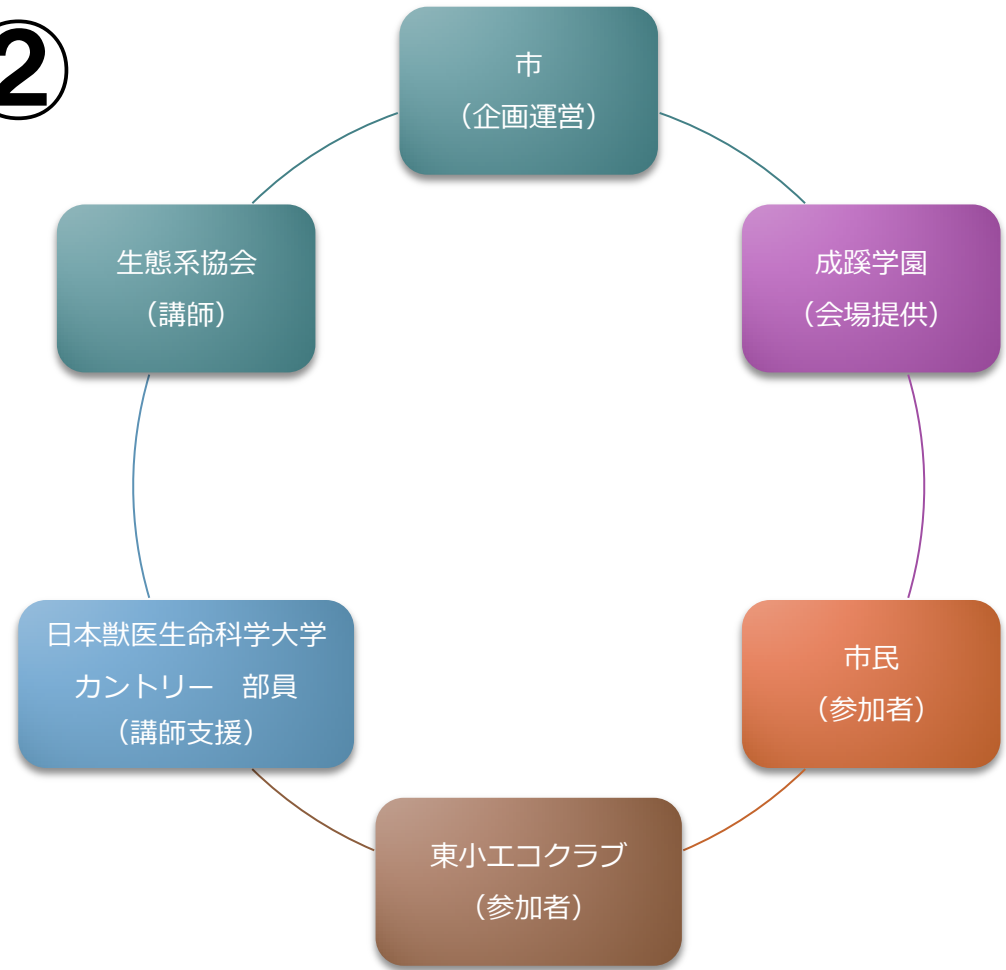 ②
市
（企画運営）
成蹊学園
（会場提供）
市民
（参加者）
東小エコクラブ
（参加者）
日本獣医生命科学大学
カントリー　部員
（講師支援）
生態系協会
（講師）